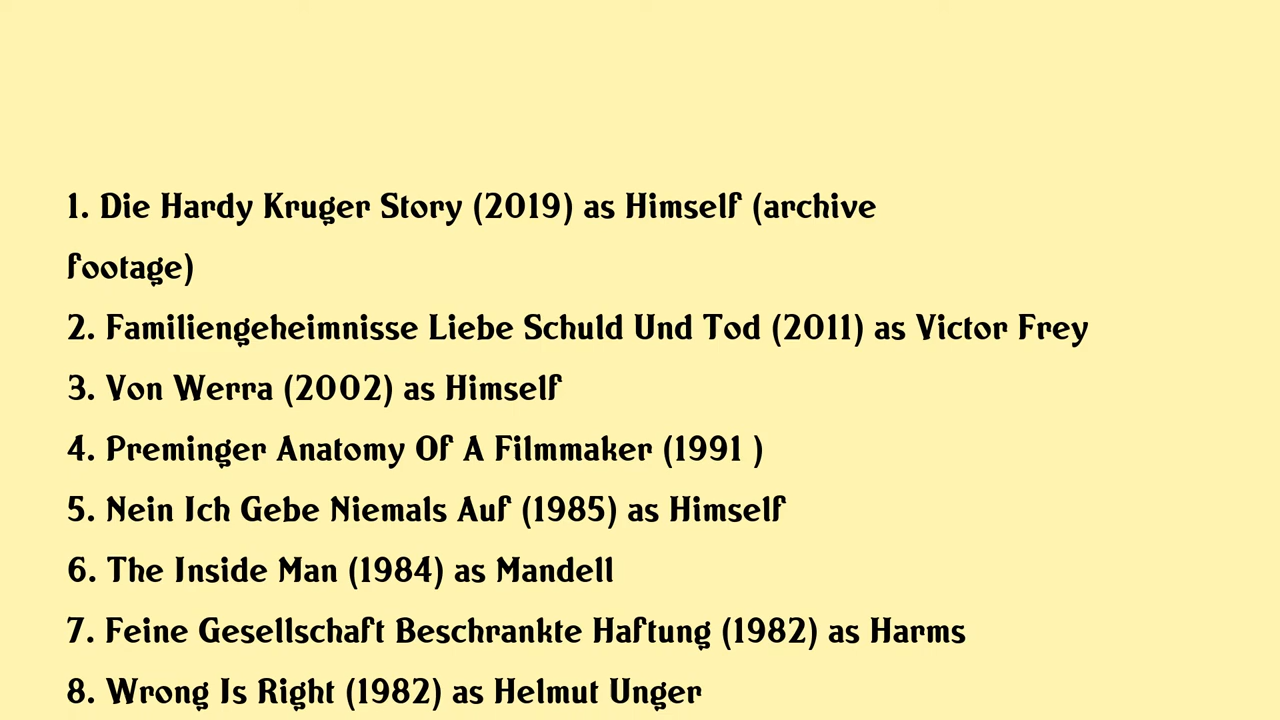 1. Die Hardy Kruger Story (2019) as Himself (archive
footage)
2. Familiengeheimnisse Liebe Schuld Und Tod (2011) as Victor Frey
3. Von Werra (2002) as Himself
4. Preminger Anatomy Of A Filmmaker (1991 )
5. Nein Ich Gebe Niemals Auf (1985) as Himself
6. The Inside Man (1984) as Mandell
7. Feine Gesellschaft Beschrankte Haftung (1982) as Harms
8. Wrong Is Right (1982) as Helmut Unger